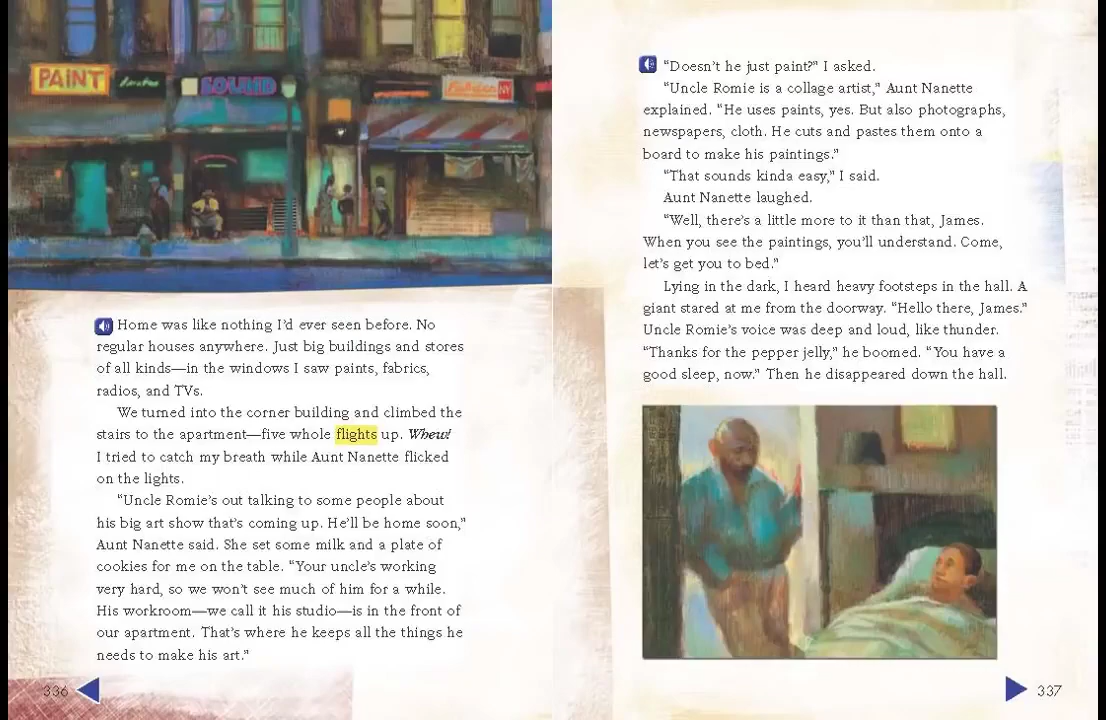 PAINT
SOUND
NY
Home was like nothing I'd ever seen before. No
regular houses anywhere. Just big buildings and stores
of all kinds—in the windows I saw paints, fabrics,
radios, and TVs.
We turned into the corner building and climbed the
stairs to the apartment—five whole flights up. Whew!
I tried to catch my breath while Aunt Nanette flicked
on the lights.
"Uncle Romie's out talking to some people about
his big art show that's coming up. He'll be home soon,"
Aunt Nanette said. She set some milk and a plate of
cookies for me on the table. "Your uncle's working
very hard, so we won't see much of him for a while.
His workroom—we call it his studio—is in the front of
our apartment. That's where he keeps all the things he
needs to make his art."
336
"Doesn't he just paint?" I asked.
"Uncle Romie is a collage artist," Aunt Nanette
explained. "He uses paints, yes. But also photographs,
newspapers, cloth. He cuts and pastes them onto a
board to make his paintings."
"That sounds kinda easy," I said.
Aunt Nanette laughed.
"Well, there's a little more to it than that, James.
When you see the paintings, you'll understand. Come,
let's get you to bed."
Lying in the dark, I heard heavy footsteps in the hall. A
giant stared at me from the doorway. "Hello there, James."
Uncle Romie's voice was deep and loud, like thunder.
"Thanks for the pepper jelly," he boomed. "You have a
good sleep, now." Then he disappeared down the hall.
337